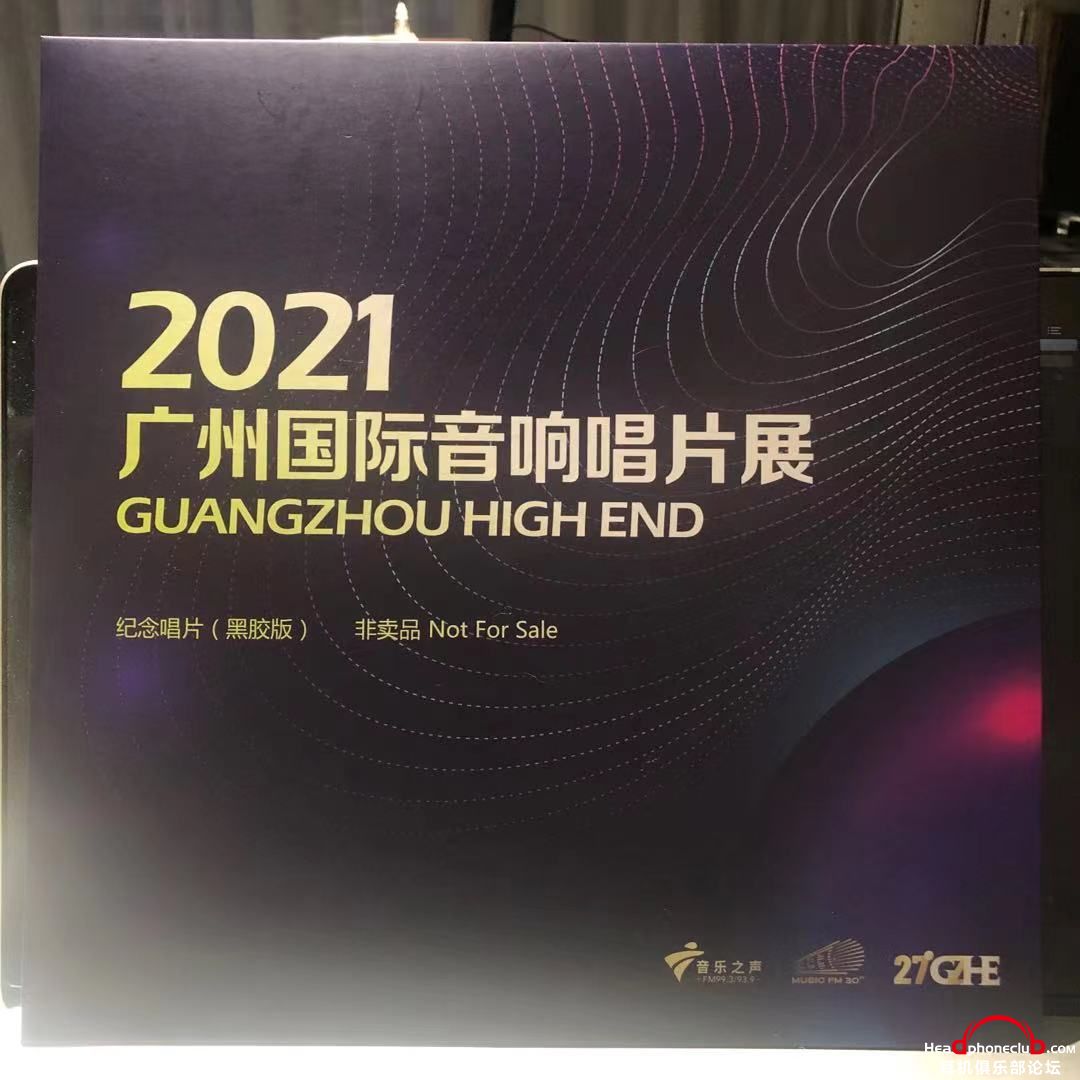 2021
广州国际音响唱片展
GUANGZHOU HIGH END
纪念唱片（黑胶版） 非卖品 Not For Sale
音乐之声
FM99.3/93.9
MUSIC FM 30
27 GZHE
Headphoneclub.com
耳机俱乐部论坛